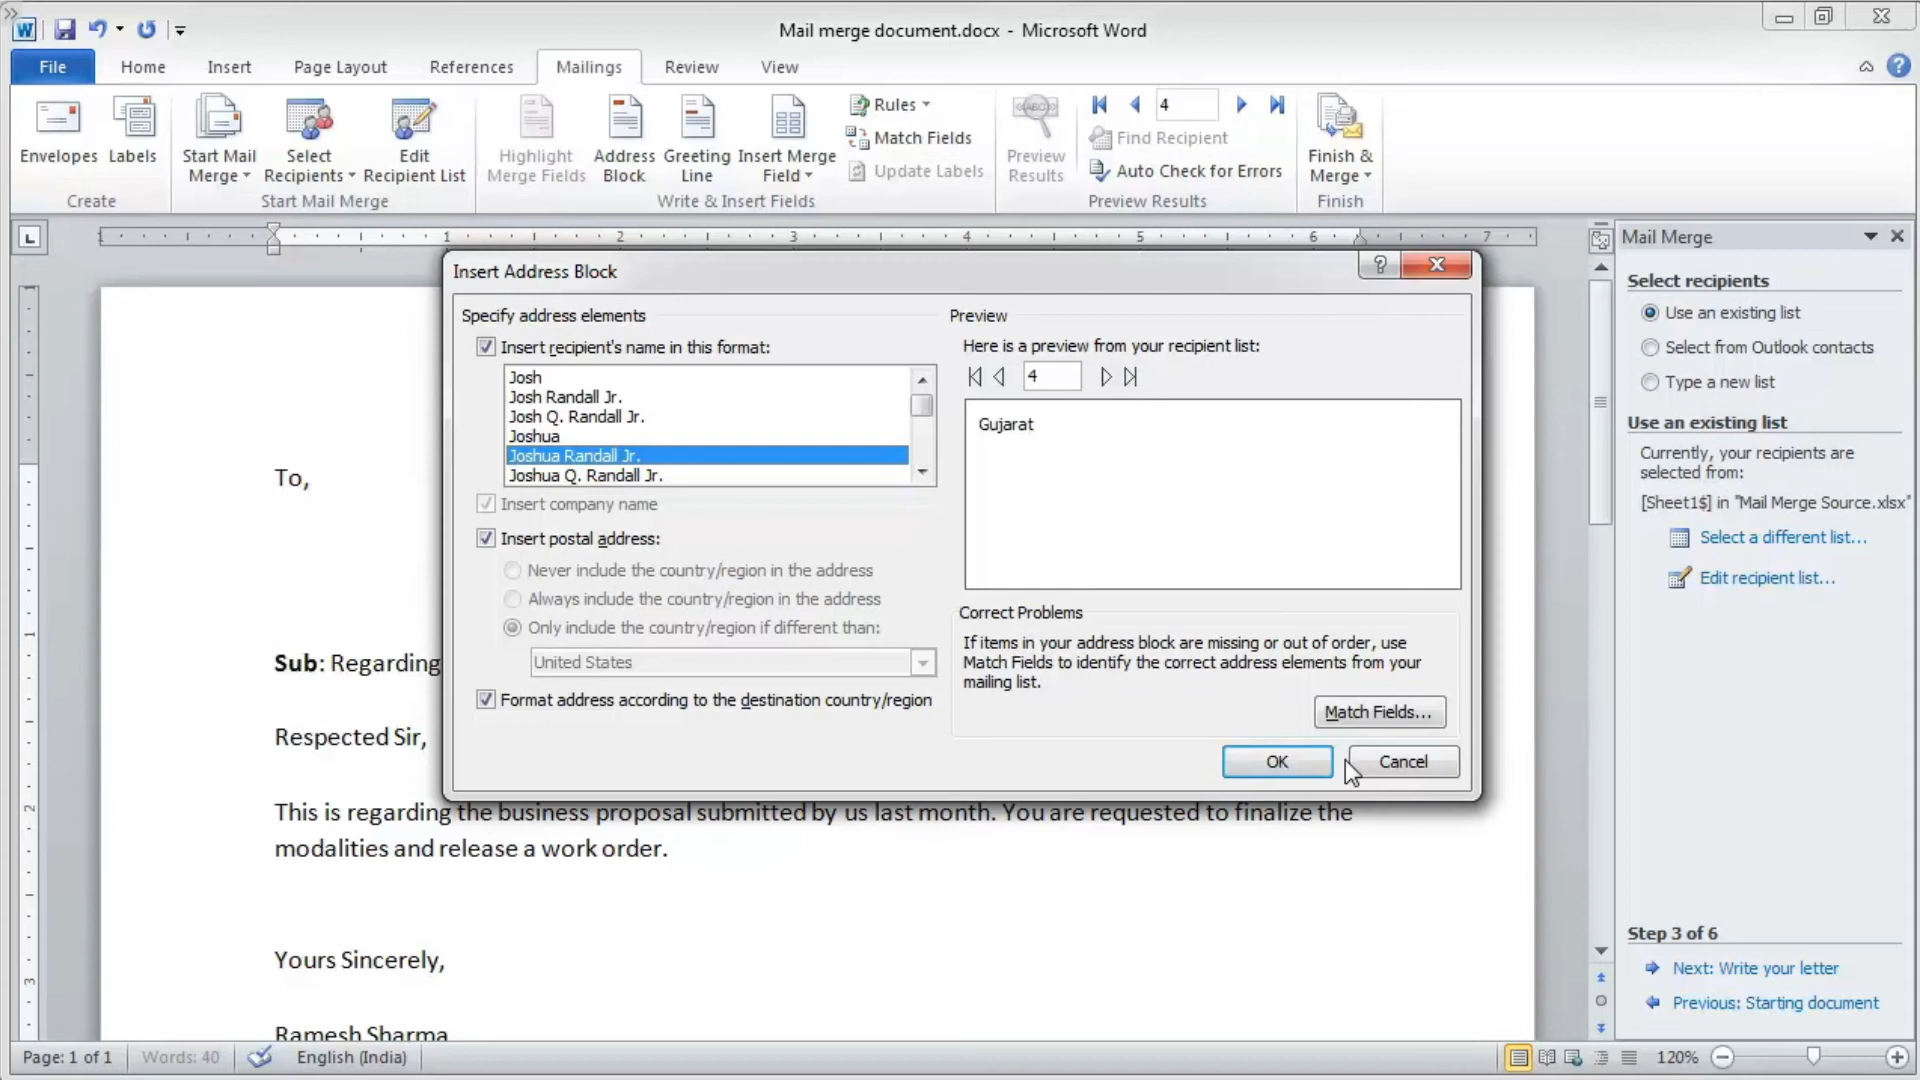 Mail merge document.docx - Microsoft Word
File Home Insert Page Layout References Mailings Review View
Envelopes
Labels
Create
Start Mail
Merge
Select
Recipients
Edit
Recipient List
Start Mail Merge
Highlight
Merge Fields
Address
Block
Greeting
Line
Insert Merge
Field
Rules
Match Fields
Update Labels
Write & Insert Fields
ABC
Preview
Results
4
Find Recipient
Auto Check for Errors
Preview Results
Finish &
Merge
Finish
L
1 1 2 3 4 5 6 7
Insert Address Block
Specify address elements
Insert recipient's name in this format:
Josh
Josh Randall Jr.
Josh Q. Randall Jr.
Joshua
Joshua Randall Jr.
Joshua Q. Randall Jr.
Insert company name
Insert postal address:
Never include the country/region in the address
Always include the country/region in the address
Only include the country/region if different than:
United States
Format address according to the destination country/region
Preview
Here is a preview from your recipient list:
4
Gujarat
Correct Problems
If items in your address block are missing or out of order, use
Match Fields to identify the correct address elements from your
mailing list.
Match Fields...
OK
Cancel
To,
Sub: Regarding
Respected Sir,
This is regarding the business proposal submitted by us last month. You are requested to finalize the
modalities and release a work order.
Yours Sincerely,
Ramesh Sharma
1
2
3
Mail Merge
Select recipients
Use an existing list
Select from Outlook contacts
Type a new list
Use an existing list
Currently, your recipients are
selected from:
[Sheet1$] in "Mail Merge Source.xlsx"
Select a different list...
Edit recipient list...
Step 3 of 6
Next: Write your letter
Previous: Starting document
Page: 1 of 1
Words: 40
English (India)
120%